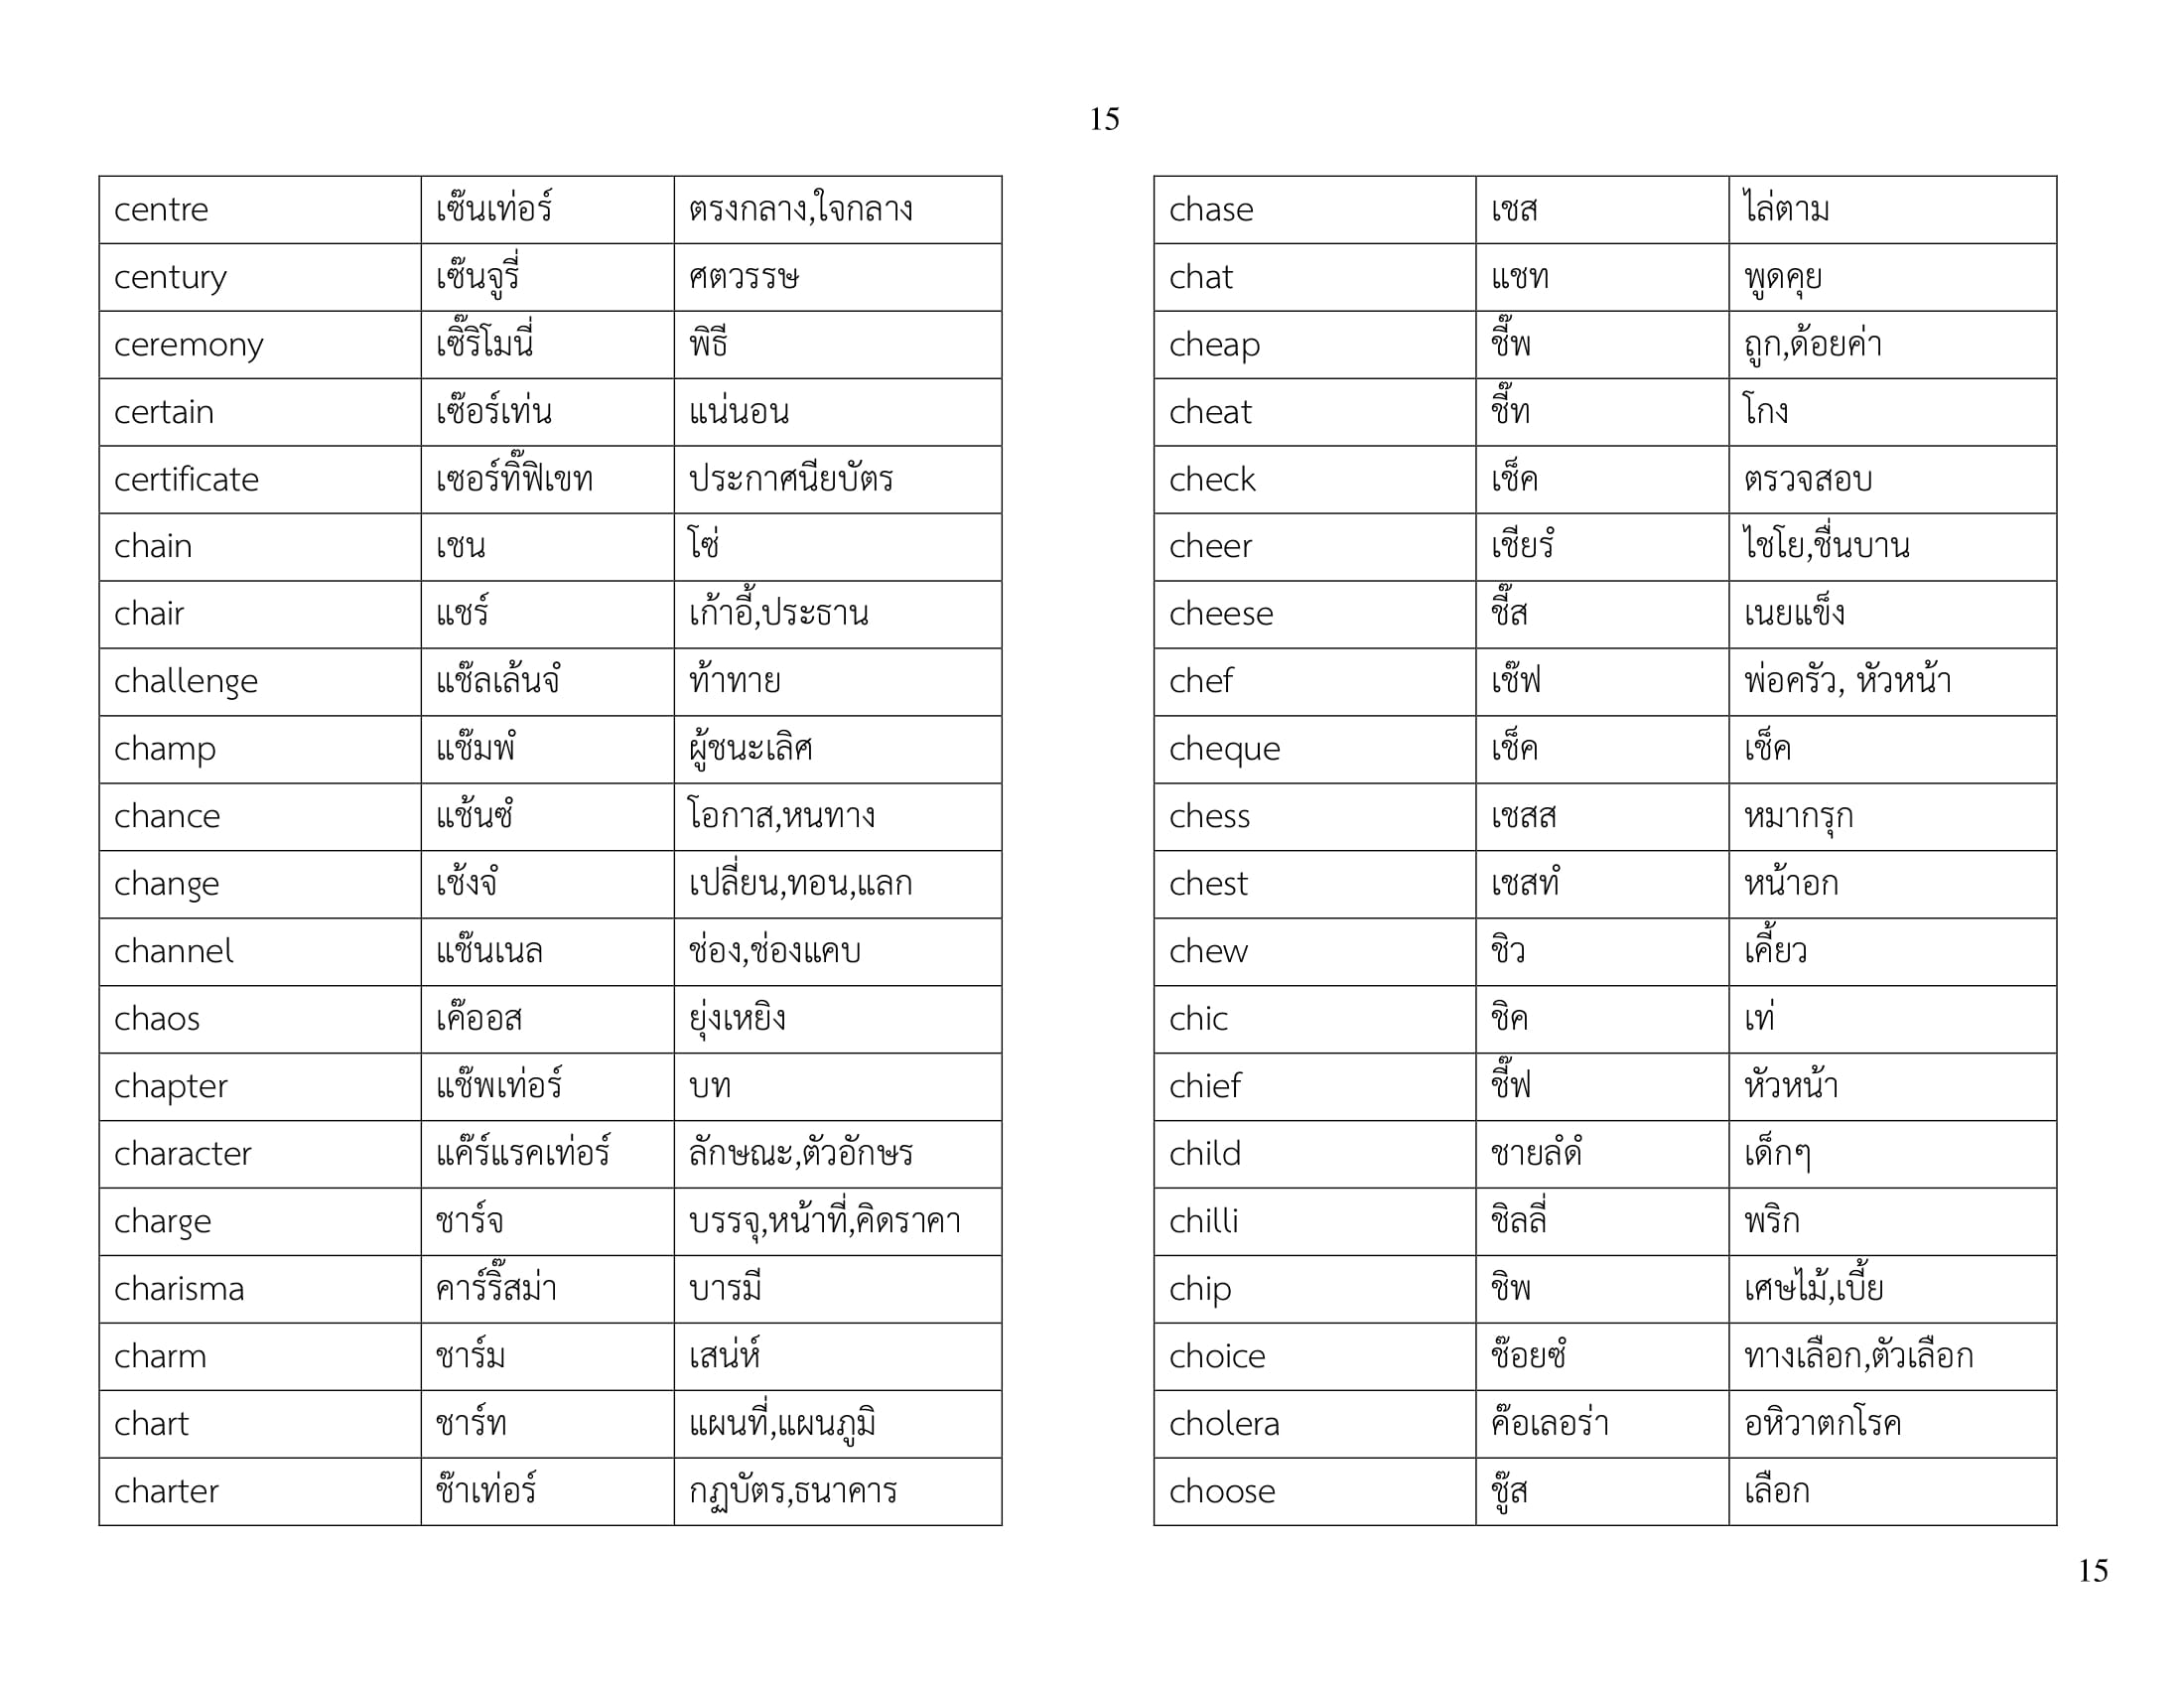 15
centre เซ๊นเท่อร์ ตรงกลาง,ใจกลาง
century เซ๊นจูรี่ ศตวรรษ
ceremony เซิ๊ริโมนี่ พิธี
certain เซ๊อร์เท่น แน่นอน
certificate เซอร์ทิ๊ฟิเขท ประกาศนียบัตร
chain เชน โซ่
chair แชร์ เก้าอี้,ประธาน
challenge แช๊ลเล้นจํ ท้าทาย
champ แช๊มพํ ผู้ชนะเลิศ
chance แช้นซํ โอกาส,หนทาง
change เช้งจํ เปลี่ยน,ทอน,แลก
channel แช๊นเนล ช่อง,ช่องแคบ
chaos เค๊ออส ยุ่งเหยิง
chapter แช๊พเท่อร์ บท
character แค๊ร์แรคเท่อร์ ลักษณะ,ตัวอักษร
charge ชาร์จ บรรจุ,หน้าที่,คิดราคา
charisma คาร์ริ๊สม่า บารมี
charm ชาร์ม เสน่ห์
chart ชาร์ท แผนที่,แผนภูมิ
charter ช๊าเท่อร์ กฏบัตร,ธนาคาร
chase เชส ไล่ตาม
chat แชท พูดคุย
cheap ชี๊พ ถูก,ด้อยค่า
cheat ชี๊ท โกง
check เช็ค ตรวจสอบ
cheer เชียรํ ไชโย,ชื่นบาน
cheese ชี๊ส เนยแข็ง
chef เช๊ฟ พ่อครัว, หัวหน้า
cheque เช็ค เช็ค
chess เชสส หมากรุก
chest เชสทํ หน้าอก
chew ชิว เคี้ยว
chic ชิค เท่
chief ชี๊ฟ หัวหน้า
child ชายลํดํ เด็กๆ
chilli ชิลลี่ พริก
chip ชิพ เศษไม้,เบี้ย
choice ช๊อยซํ ทางเลือก,ตัวเลือก
cholera ค๊อเลอร่า อหิวาตกโรค
choose ชู๊ส เลือก
15